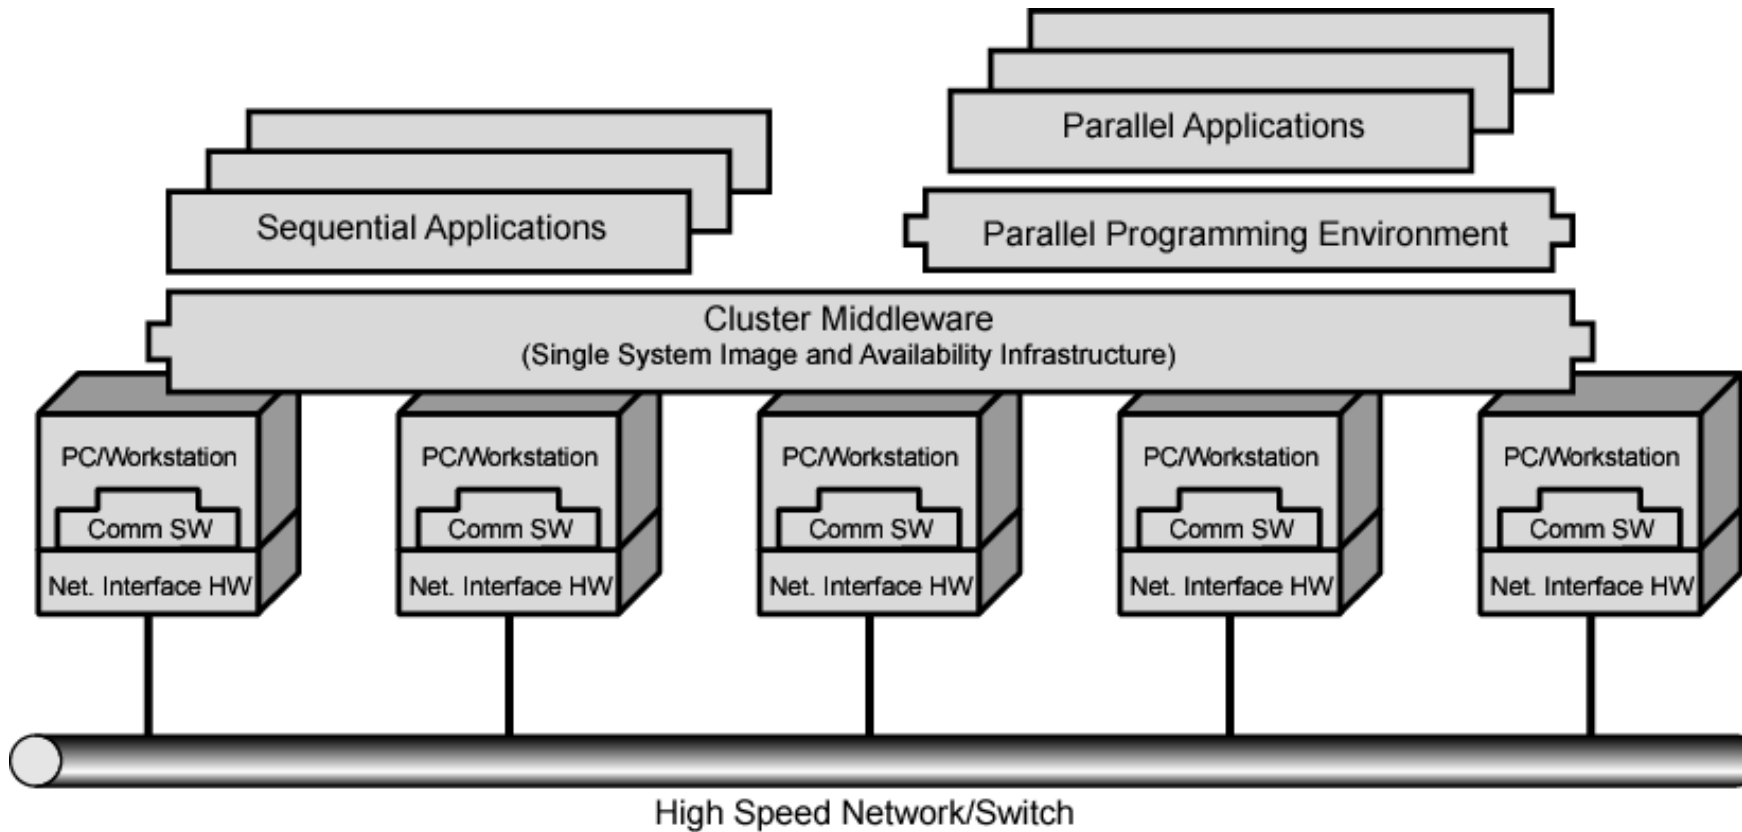 Parallel Applications
Sequential Applications
Parallel Programming Environment
Cluster Middleware
(Single System Image and Availability Infrastructure)
PC/Workstation
Comm SW
Net. Interface HW
PC/Workstation
Comm SW
Net. Interface HW
PC/Workstation
Comm SW
Net. Interface HW
PC/Workstation
Comm SW
Net. Interface HW
PC/Workstation
Comm SW
Net. Interface HW
High Speed Network/Switch